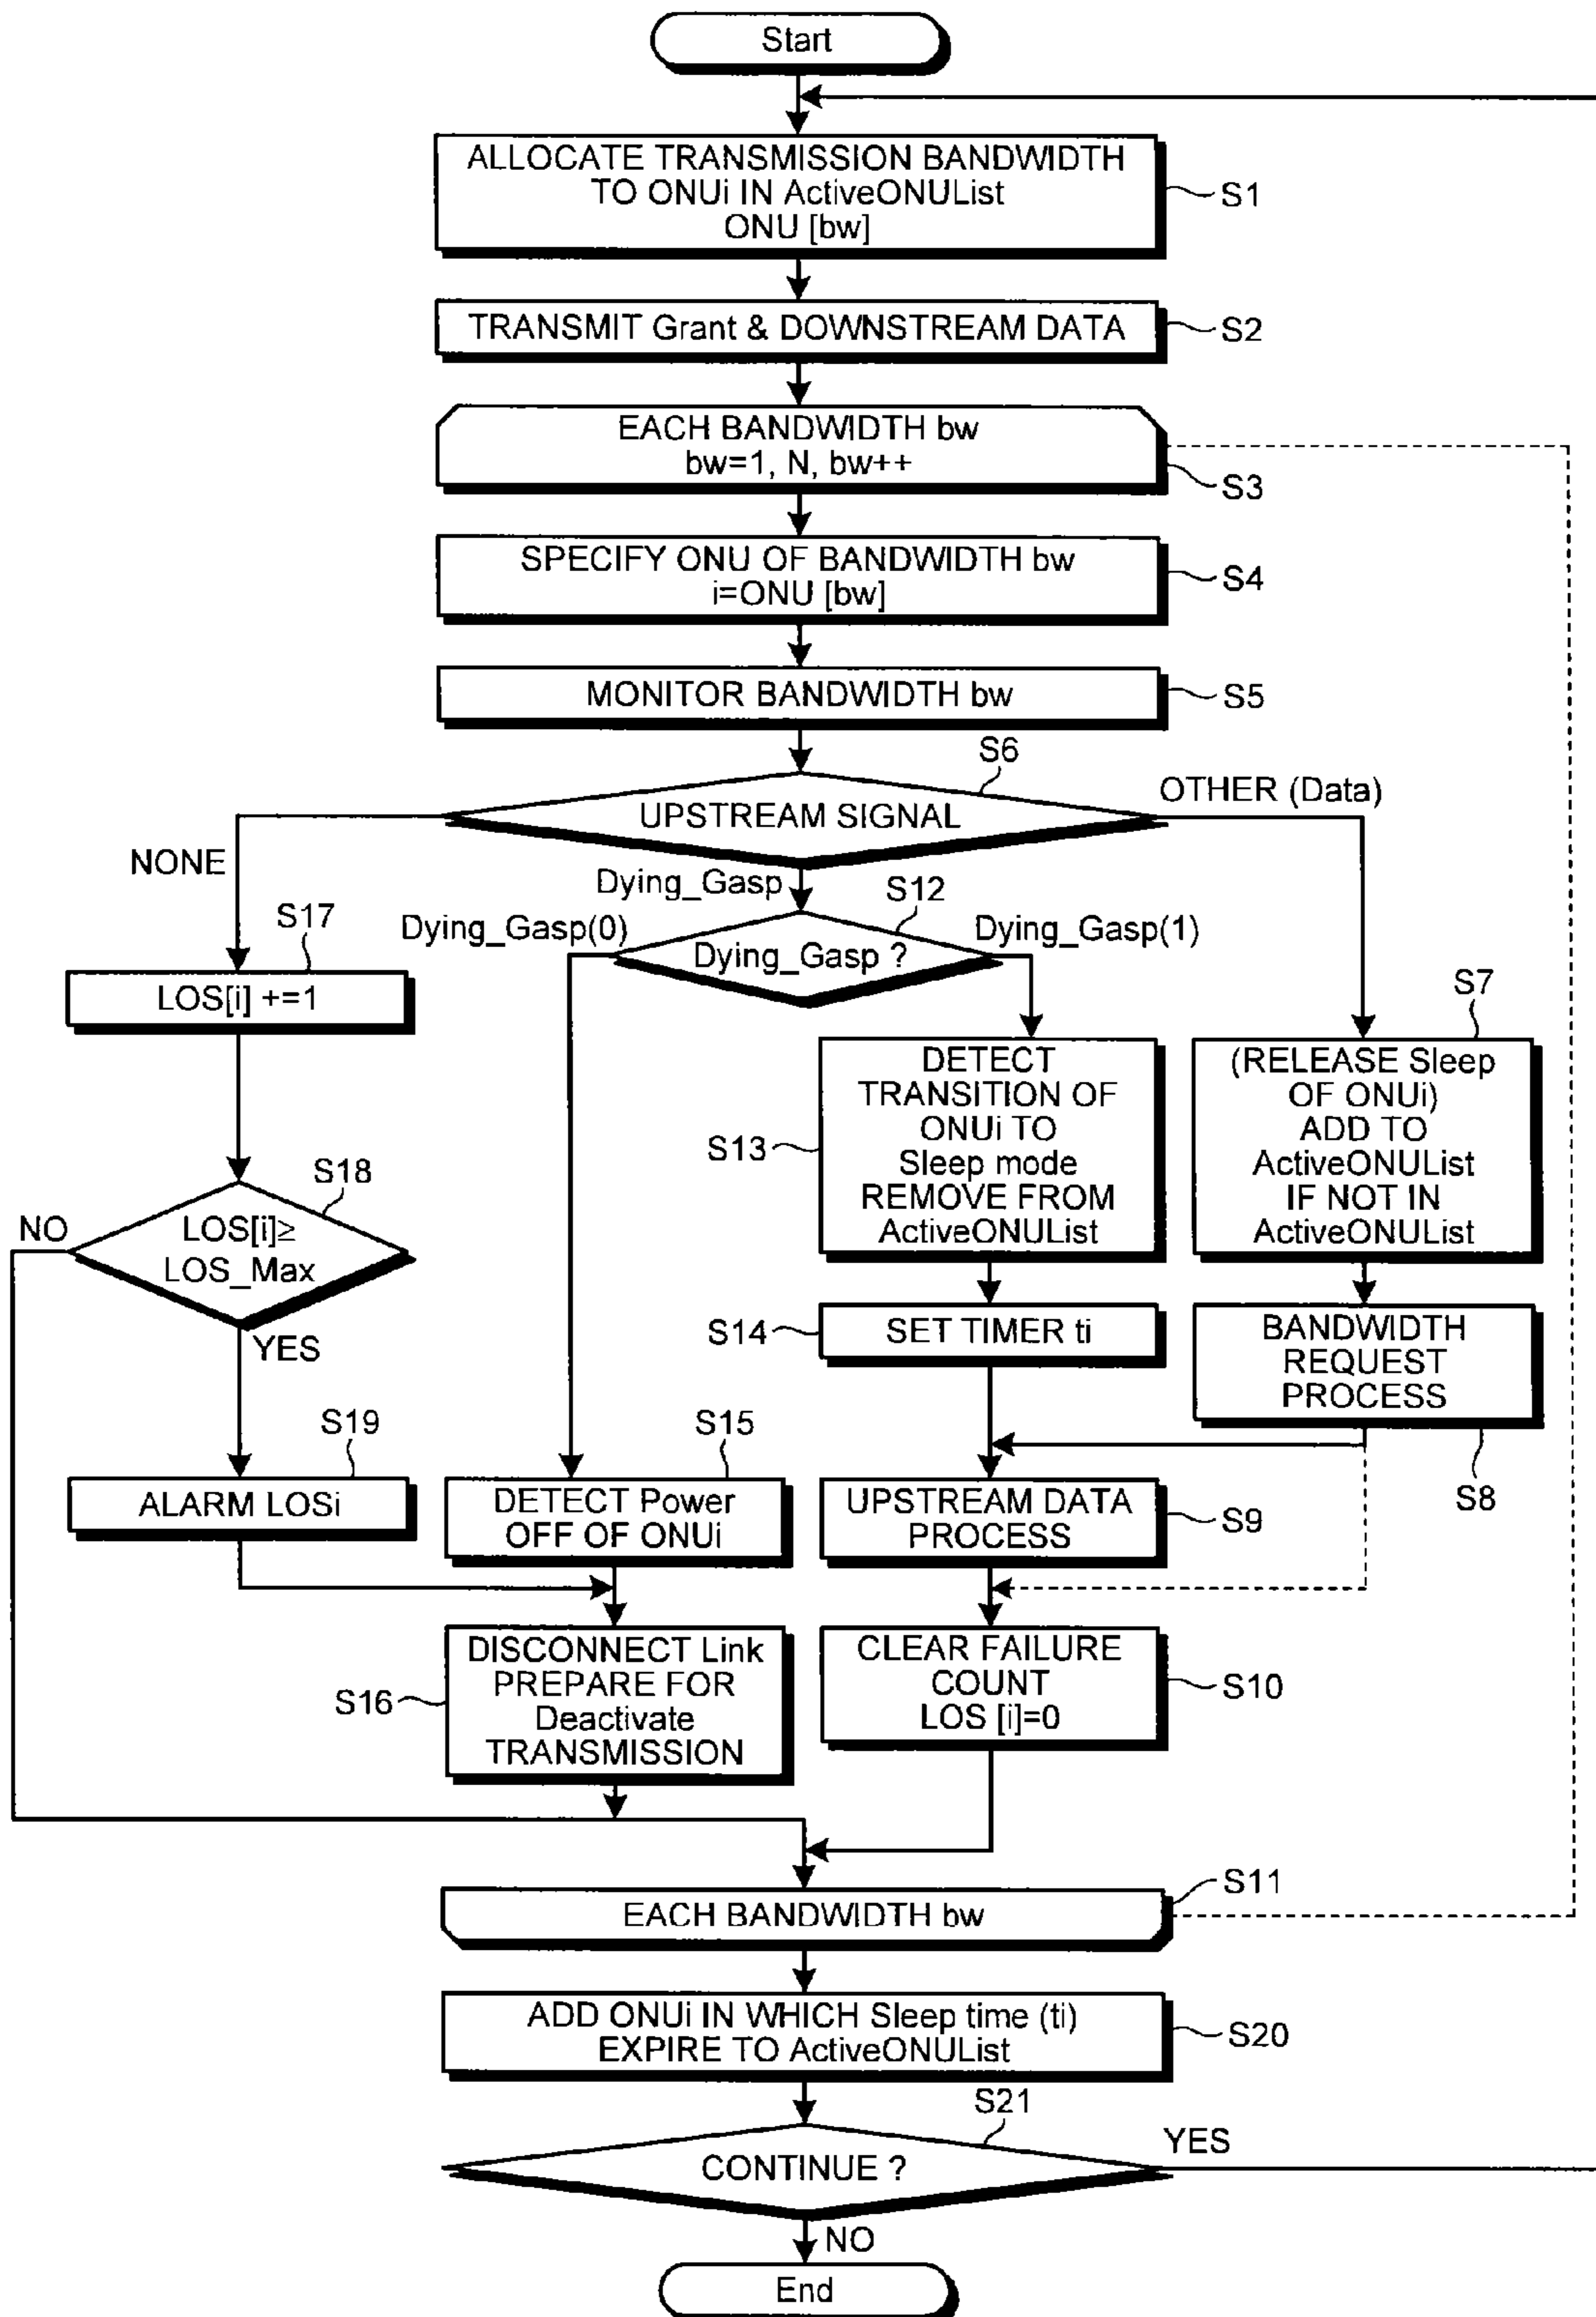 Start
ALLOCATE TRANSMISSION BANDWIDTH
TO ONUi IN ActiveONUList
ONU [bw]
S1
TRANSMIT Grant & DOWNSTREAM DATA
S2
EACH BANDWIDTH bw
bw=1, N, bw++
S3
SPECIFY ONU OF BANDWIDTH bw
i=ONU [bw]
S4
MONITOR BANDWIDTH bw
S5
S6
UPSTREAM SIGNAL
OTHER (Data)
NONE
Dying_Gasp
S12
Dying_Gasp(0)
Dying_Gasp ?
Dying_Gasp(1)
S17
LOS[i] +=1
S18
LOS[i]≥
LOS_Max
NO
YES
S19
ALARM LOSi
S13
DETECT
TRANSITION OF
ONUi TO
Sleep mode
REMOVE FROM
ActiveONUList
S7
(RELEASE Sleep
OF ONUi)
ADD TO
ActiveONUList
IF NOT IN
ActiveONUList
S14
SET TIMER ti
BANDWIDTH
REQUEST
PROCESS
S8
S15
DETECT Power
OFF OF ONUi
UPSTREAM DATA
PROCESS
S9
S16
DISCONNECT Link
PREPARE FOR
Deactivate
TRANSMISSION
CLEAR FAILURE
COUNT
LOS [i]=0
S10
EACH BANDWIDTH bw
S11
ADD ONUi IN WHICH Sleep time (ti)
EXPIRE TO ActiveONUList
S20
S21
CONTINUE ?
YES
NO
End